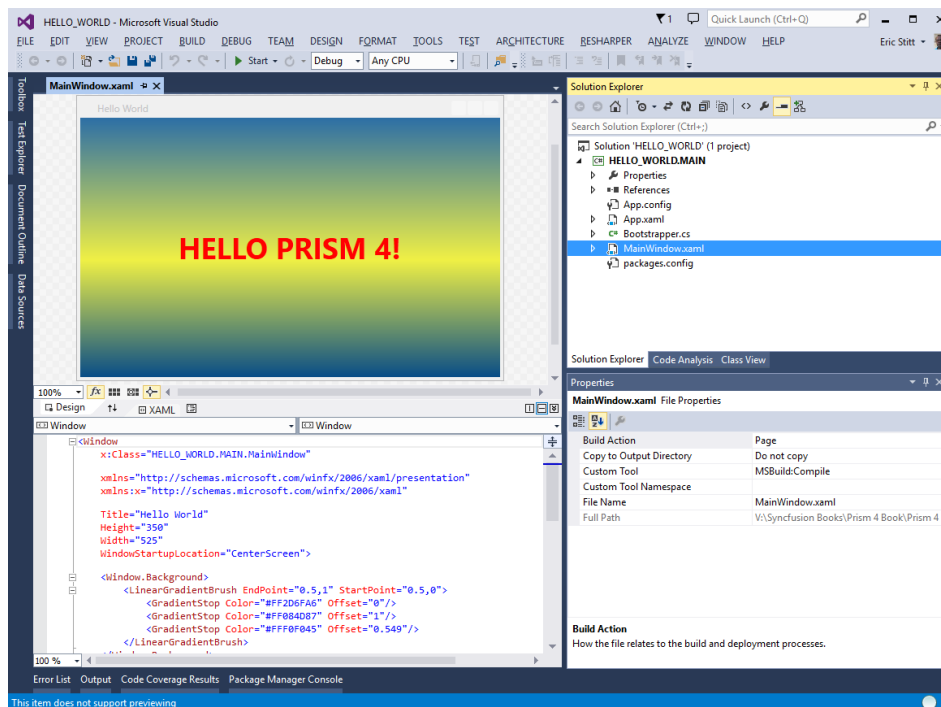 HELLO_WORLD - Microsoft Visual Studio
1
Quick Launch (Ctrl+Q)
FILE EDIT VIEW PROJECT BUILD DEBUG TEAM DESIGN FORMAT TOOLS TEST ARCHITECTURE RESHARPER ANALYZE WINDOW HELP Eric Stitt
Start Debug Any CPU
Toolbox
Test Explorer
Document Outline
Data Sources
MainWindow.xaml
Hello World
HELLO PRISM 4!
100% fx
Design XAML
Window Window
<Window
x:Class="HELLO_WORLD.MAIN.MainWindow"
xmlns="http://schemas.microsoft.com/winfx/2006/xaml/presentation"
xmlns:x="http://schemas.microsoft.com/winfx/2006/xaml"
Title="Hello World"
Height="350"
Width="525"
WindowStartupLocation="CenterScreen">
<Window.Background>
<LinearGradientBrush EndPoint="0.5,1" StartPoint="0.5,0">
<GradientStop Color="#FF2D6FA6" Offset="0"/>
<GradientStop Color="#FF084D87" Offset="1"/>
<GradientStop Color="#FFF0F045" Offset="0.549"/>
</LinearGradientBrush>
100 %
Solution Explorer
Search Solution Explorer (Ctrl+;)
Solution 'HELLO_WORLD' (1 project)
C# HELLO_WORLD.MAIN
Properties
References
App.config
App.xaml
C# Bootstrapper.cs
MainWindow.xaml
packages.config
Solution Explorer Code Analysis Class View
Properties
MainWindow.xaml File Properties
Build Action Page
Copy to Output Directory Do not copy
Custom Tool MSBuild:Compile
Custom Tool Namespace
File Name MainWindow.xaml
Full Path V:\Syncfusion Books\Prism 4 Book\Prism 4
Build Action
How the file relates to the build and deployment processes.
Error List Output Code Coverage Results Package Manager Console
This item does not support previewing